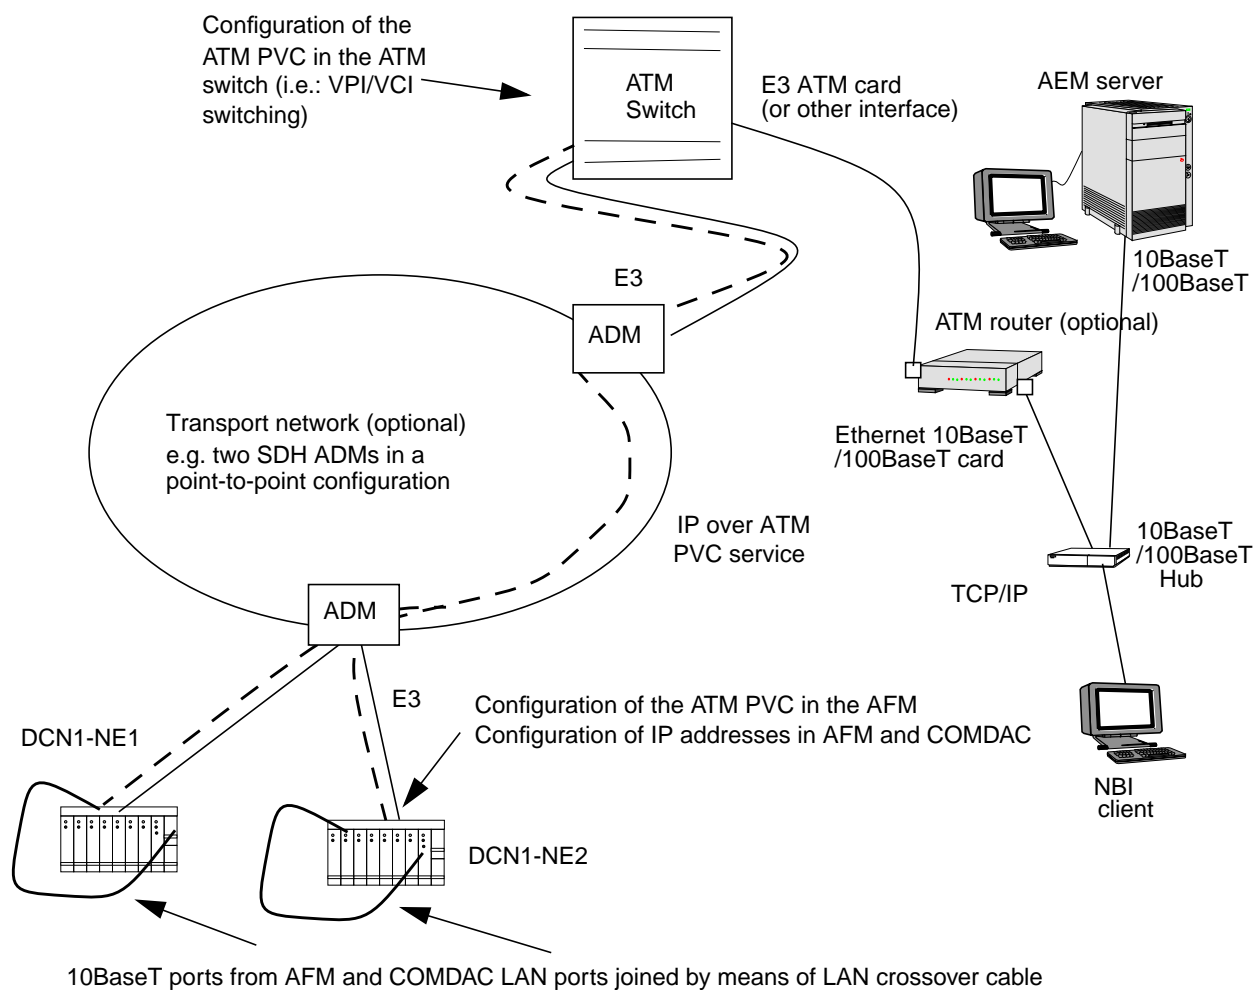 Configuration of the
ATM PVC in the ATM
switch (i.e.: VPI/VCI
switching)
ATM
Switch
E3 ATM card
(or other interface)
AEM server
10BaseT
/100BaseT
E3
ADM
ATM router (optional)
Transport network (optional)
e.g. two SDH ADMs in a
point-to-point configuration
Ethernet 10BaseT
/100BaseT card
IP over ATM
PVC service
10BaseT
/100BaseT
Hub
TCP/IP
ADM
E3
Configuration of the ATM PVC in the AFM
Configuration of IP addresses in AFM and COMDAC
DCN1-NE1
NBI
client
DCN1-NE2
10BaseT ports from AFM and COMDAC LAN ports joined by means of LAN crossover cable